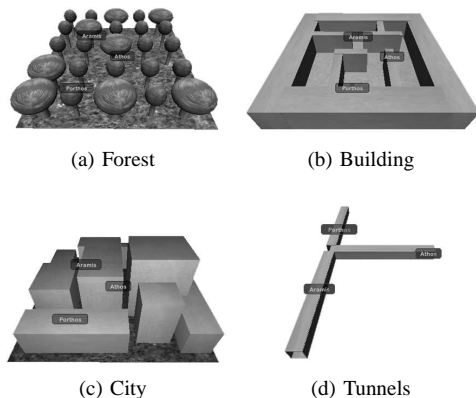 Aramis
Athos
Porthos
(a) Forest
Aramis
Athos
Porthos
(b) Building
Aramis
Athos
Porthos
(c) City
Porthos
Athos
Aramis
(d) Tunnels